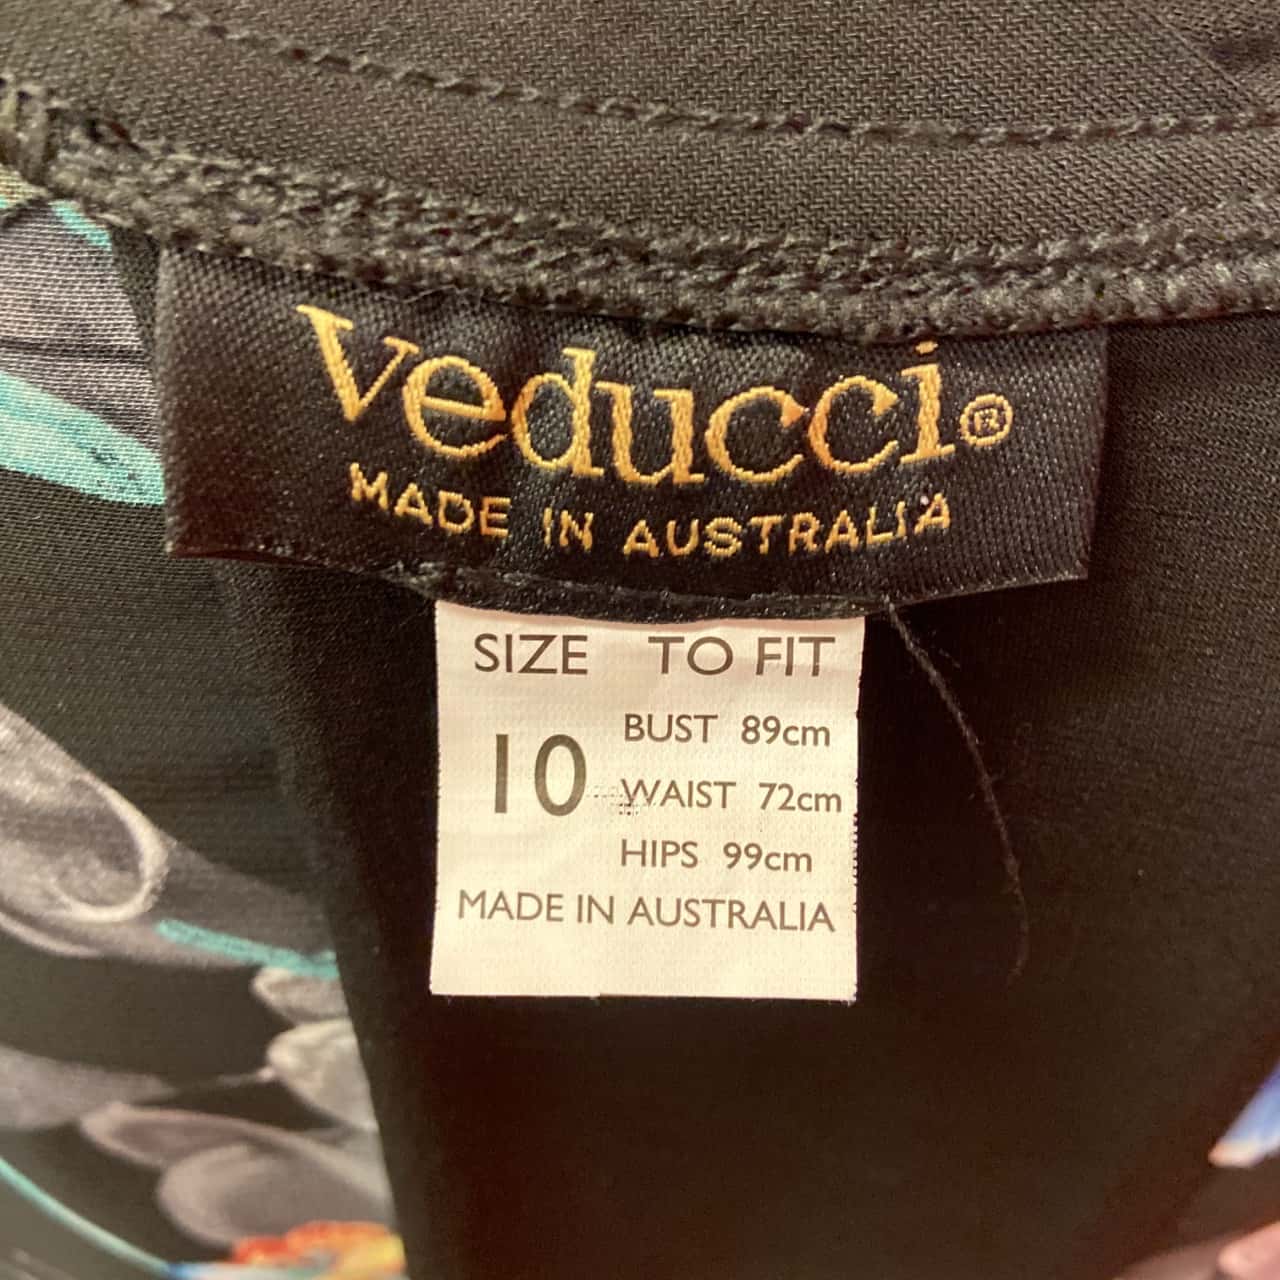 Veducci®
MADE IN AUSTRALIA
SIZE TO FIT
10
BUST 89cm
WAIST 72cm
HIPS 99cm
MADE IN AUSTRALIA